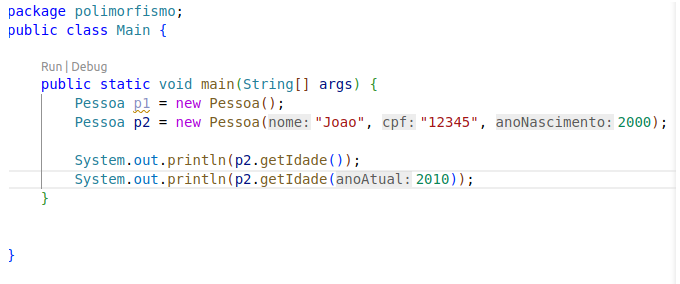 package polimorfismo;
public class Main {
Run | Debug
public static void main(String[] args) {
Pessoa p1 = new Pessoa();
Pessoa p2 = new Pessoa(nome: "Joao", cpf: "12345", anoNascimento: 2000);
System.out.println(p2.getIdade());
System.out.println(p2.getIdade(anoAtual: 2010));
}
}